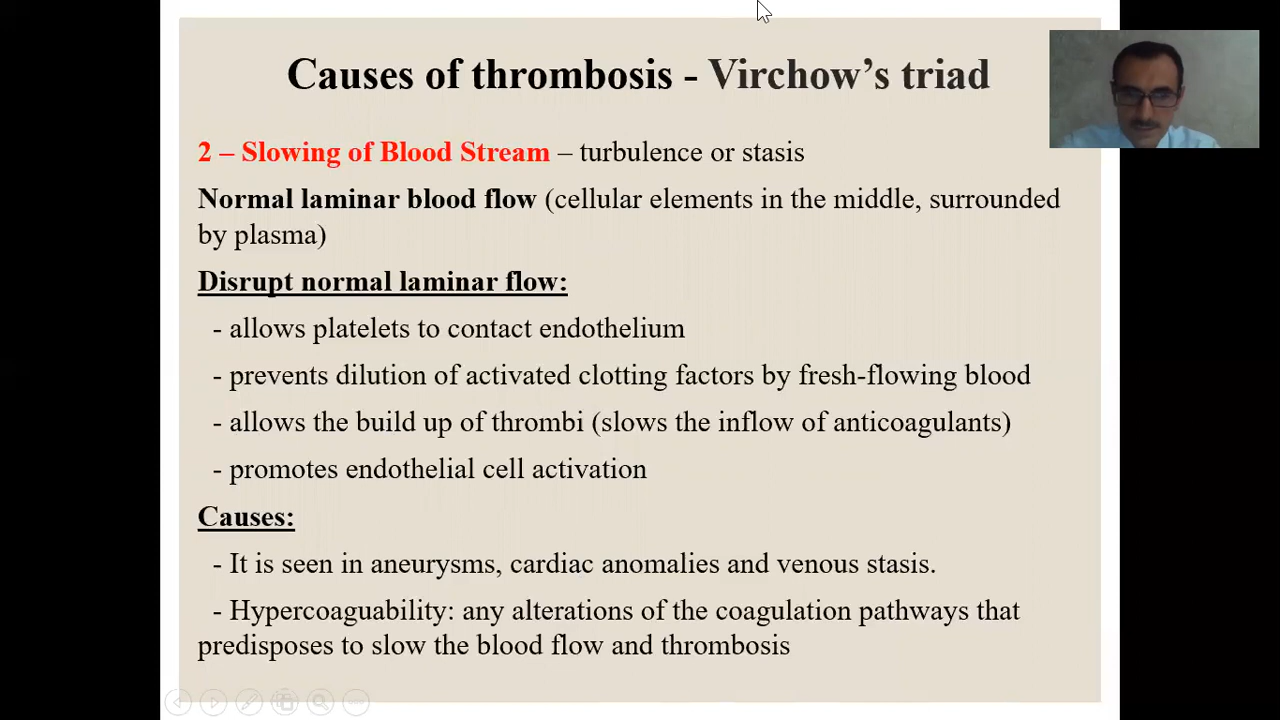 Causes of thrombosis - Virchow’s triad
2 – Slowing of Blood Stream – turbulence or stasis
Normal laminar blood flow (cellular elements in the middle, surrounded
by plasma)
Disrupt normal laminar flow:
- allows platelets to contact endothelium
- prevents dilution of activated clotting factors by fresh-flowing blood
- allows the build up of thrombi (slows the inflow of anticoagulants)
- promotes endothelial cell activation
Causes:
- It is seen in aneurysms, cardiac anomalies and venous stasis.
- Hypercoaguability: any alterations of the coagulation pathways that
predisposes to slow the blood flow and thrombosis